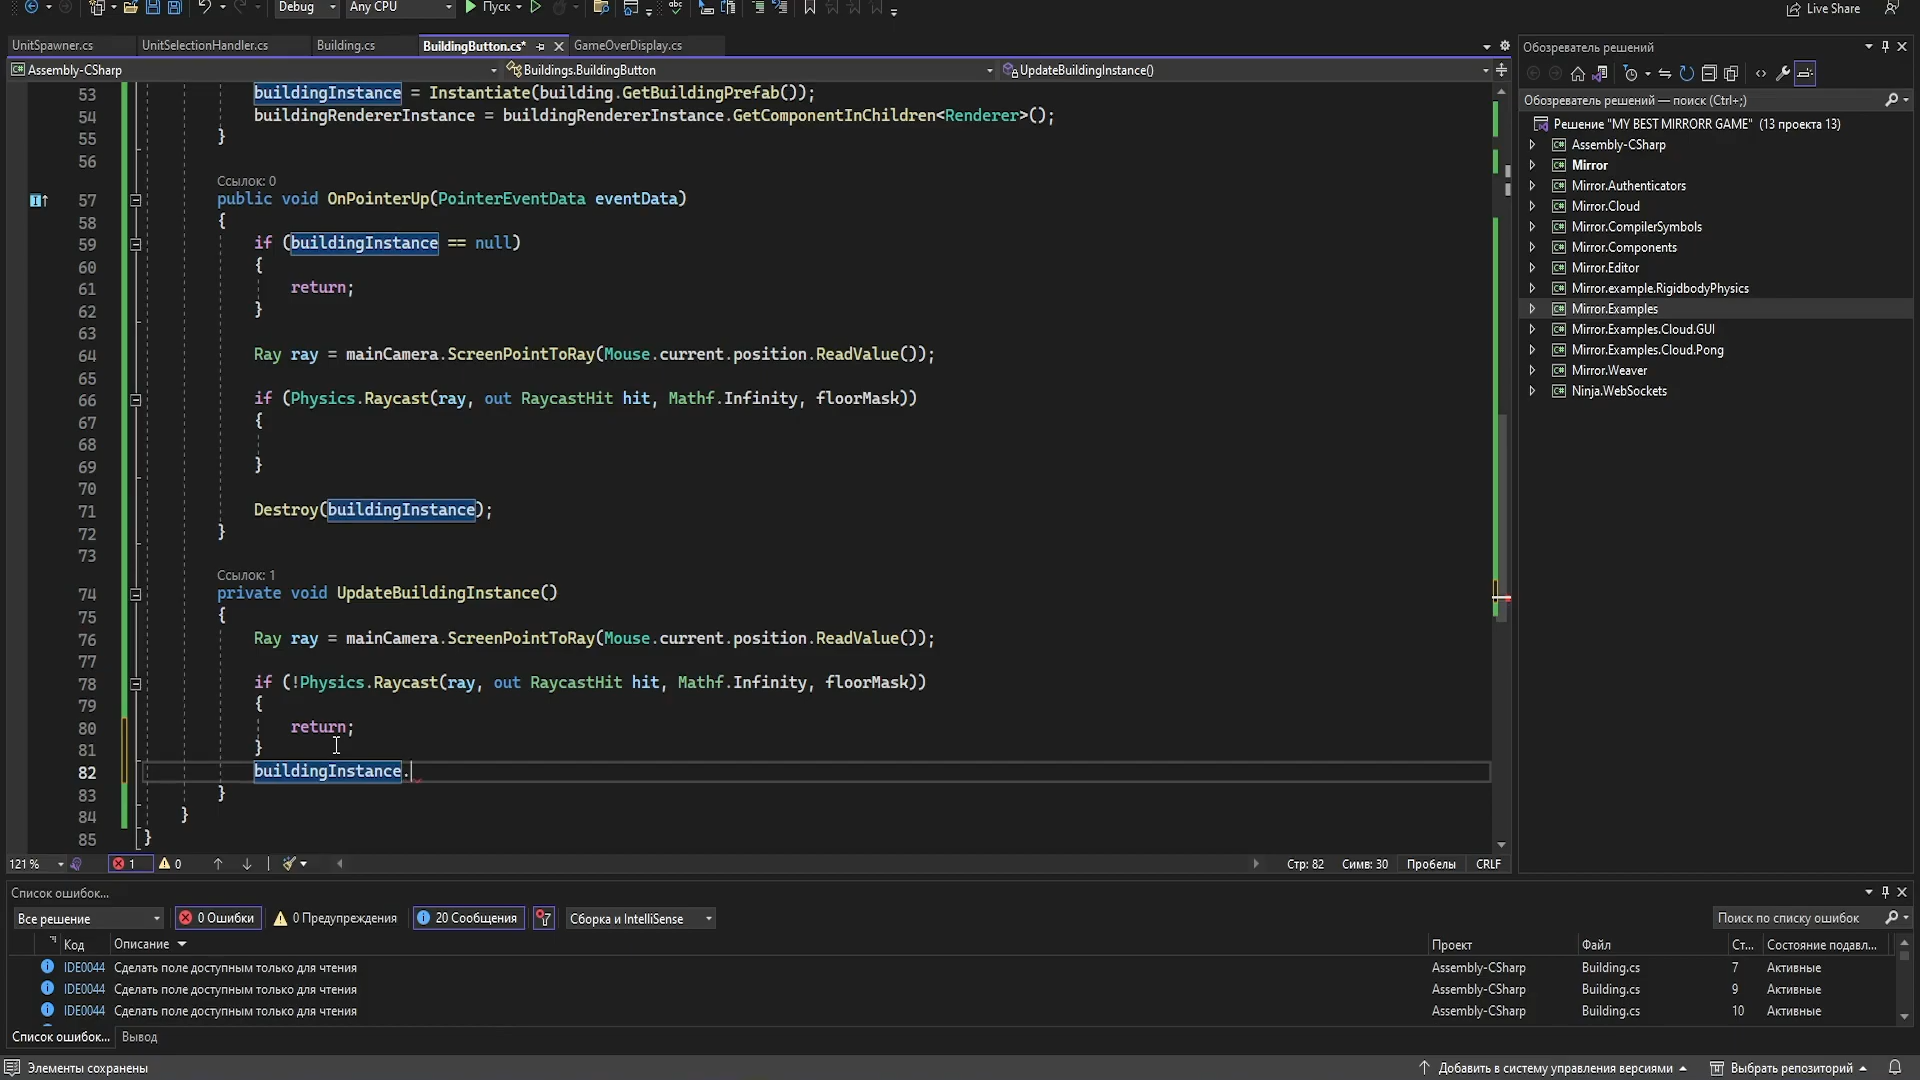 Debug
Any CPU
Пуск
Live Share
UnitSpawner.cs
UnitSelectionHandler.cs
Building.cs
BuildingButton.cs*
GameOverDisplay.cs
Assembly-CSharp
Buildings.BuildingButton
UpdateBuildingInstance()
53 buildingInstance = Instantiate(building.GetBuildingPrefab());
54 buildingRendererInstance = buildingRendererInstance.GetComponentInChildren<Renderer>();
55 }
56
Ссылок: 0
57 public void OnPointerUp(PointerEventData eventData)
58 {
59 if (buildingInstance == null)
60 {
61 return;
62 }
63
64 Ray ray = mainCamera.ScreenPointToRay(Mouse.current.position.ReadValue());
65
66 if (Physics.Raycast(ray, out RaycastHit hit, Mathf.Infinity, floorMask))
67 {
68
69 }
70
71 Destroy(buildingInstance);
72 }
73
Ссылок: 1
74 private void UpdateBuildingInstance()
75 {
76 Ray ray = mainCamera.ScreenPointToRay(Mouse.current.position.ReadValue());
77
78 if (!Physics.Raycast(ray, out RaycastHit hit, Mathf.Infinity, floorMask))
79 {
80 return;
81 }
82 buildingInstance.
83 }
84 }
85 }
121 %
1
0
Стр: 82
Симв: 30
Пробелы
CRLF
Обозреватель решений
Обозреватель решений — поиск (Ctrl+;)
Решение "MY BEST MIRRORR GAME" (13 проекта 13)
Assembly-CSharp
Mirror
Mirror.Authenticators
Mirror.Cloud
Mirror.CompilerSymbols
Mirror.Components
Mirror.Editor
Mirror.example.RigidbodyPhysics
Mirror.Examples
Mirror.Examples.Cloud.GUI
Mirror.Examples.Cloud.Pong
Mirror.Weaver
Ninja.WebSockets
Список ошибок...
Все решение
0 Ошибки
0 Предупреждения
20 Сообщения
Сборка и IntelliSense
Поиск по списку ошибок
Код Описание Проект Файл Ст... Состояние подавл...
IDE0044 Сделать поле доступным только для чтения Assembly-CSharp Building.cs 7 Активные
IDE0044 Сделать поле доступным только для чтения Assembly-CSharp Building.cs 9 Активные
IDE0044 Сделать поле доступным только для чтения Assembly-CSharp Building.cs 10 Активные
Список ошибок...
Вывод
Элементы сохранены
Добавить в систему управления версиями
Выбрать репозиторий